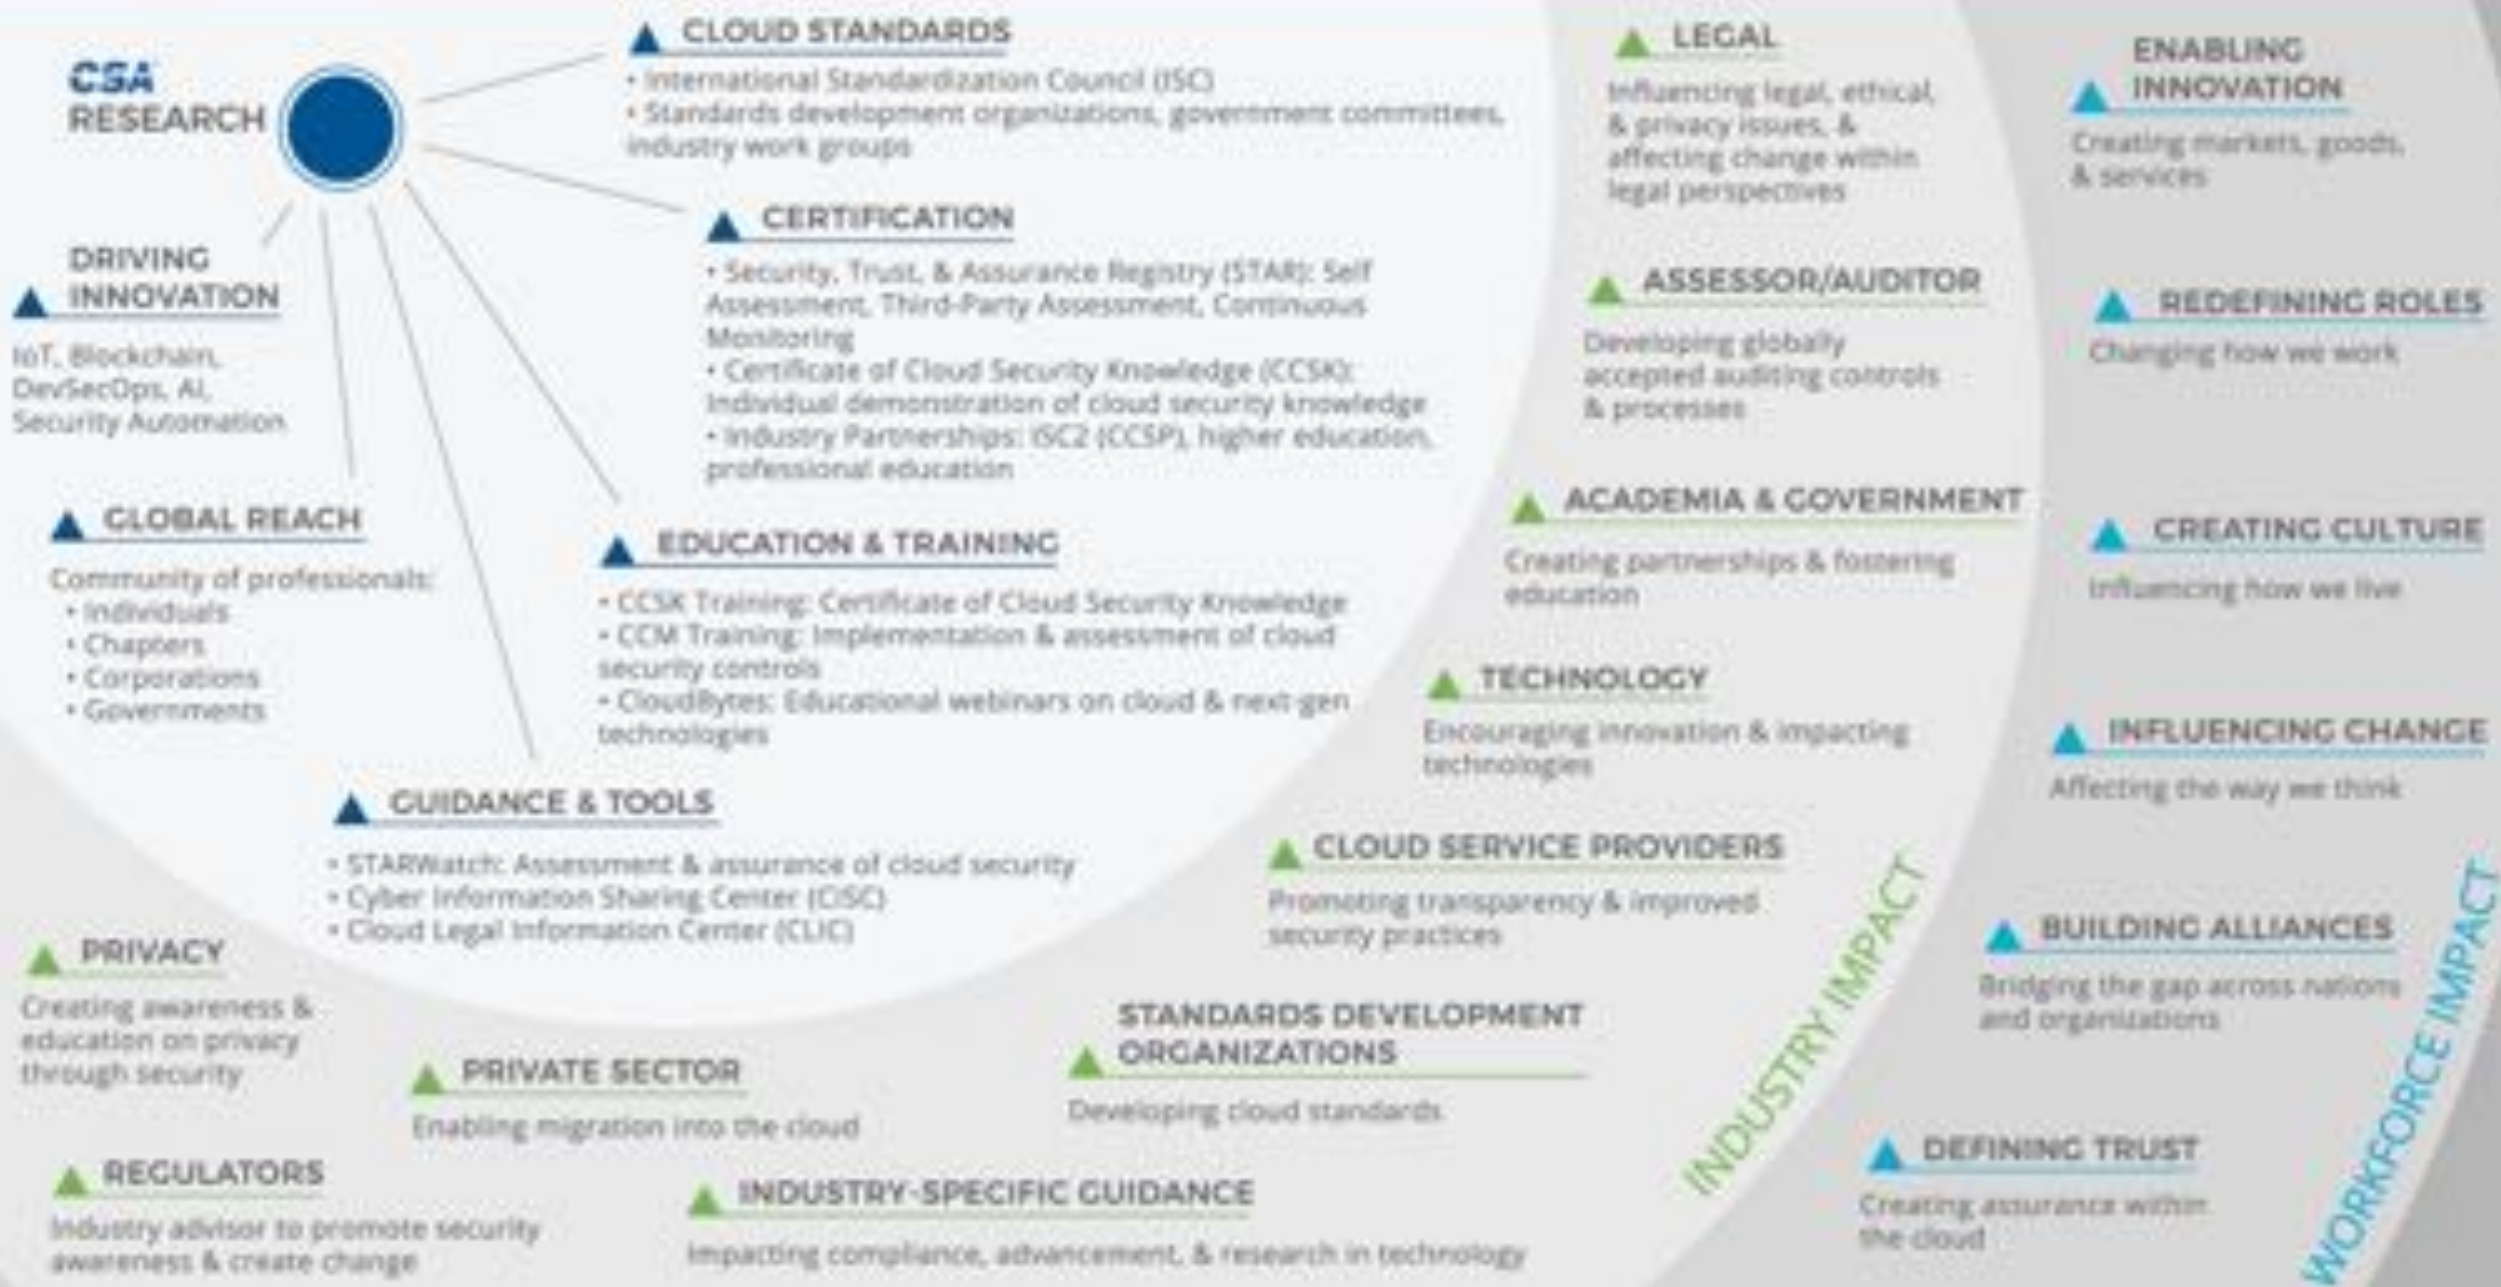 CSA
RESEARCH
CLOUD STANDARDS
• International Standardization Council (ISC)
• Standards development organizations, government committees,
industry work groups
CERTIFICATION
• Security, Trust, & Assurance Registry (STAR): Self
Assessment, Third-Party Assessment, Continuous
Monitoring
• Certificate of Cloud Security Knowledge (CCSK):
Individual demonstration of cloud security knowledge
• Industry Partnerships: ISC2 (CCSP), higher education,
professional education
DRIVING
INNOVATION
IoT, Blockchain,
DevSecOps, AI,
Security Automation
GLOBAL REACH
Community of professionals:
• Individuals
• Chapters
• Corporations
• Governments
EDUCATION & TRAINING
• CCSK Training: Certificate of Cloud Security Knowledge
• CCM Training: Implementation & assessment of cloud
security controls
• CloudBytes: Educational webinars on cloud & next-gen
technologies
GUIDANCE & TOOLS
• STARWatch: Assessment & assurance of cloud security
• Cyber Information Sharing Center (CISC)
• Cloud Legal Information Center (CLIC)
LEGAL
Influencing legal, ethical,
& privacy issues, &
affecting change within
legal perspectives
ASSESSOR/AUDITOR
Developing globally
accepted auditing controls
& processes
ACADEMIA & GOVERNMENT
Creating partnerships & fostering
education
TECHNOLOGY
Encouraging innovation & impacting
technologies
CLOUD SERVICE PROVIDERS
Promoting transparency & improved
security practices
STANDARDS DEVELOPMENT
ORGANIZATIONS
Developing cloud standards
PRIVACY
Creating awareness &
education on privacy
through security
PRIVATE SECTOR
Enabling migration into the cloud
REGULATORS
Industry advisor to promote security
awareness & create change
INDUSTRY-SPECIFIC GUIDANCE
Impacting compliance, advancement, & research in technology
INDUSTRY IMPACT
ENABLING
INNOVATION
Creating markets, goods,
& services
REDEFINING ROLES
Changing how we work
CREATING CULTURE
Influencing how we live
INFLUENCING CHANGE
Affecting the way we think
BUILDING ALLIANCES
Bridging the gap across nations
and organizations
DEFINING TRUST
Creating assurance within
the cloud
WORKFORCE IMPACT